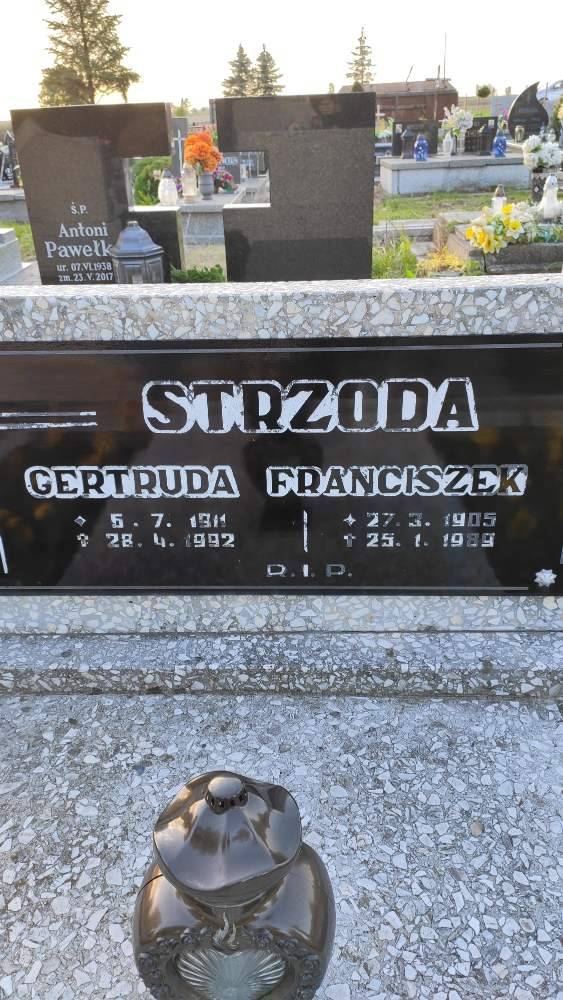 Ś.P.
Antoni
Pawełk
ur. 07.VI.1938
zm. 23.V.2017
STRZODA
GERTRUDA FRANCISZEK
5. 7. 1911 27. 3. 1905
28. 4. 1992 25. 1. 1989
R.I.P.